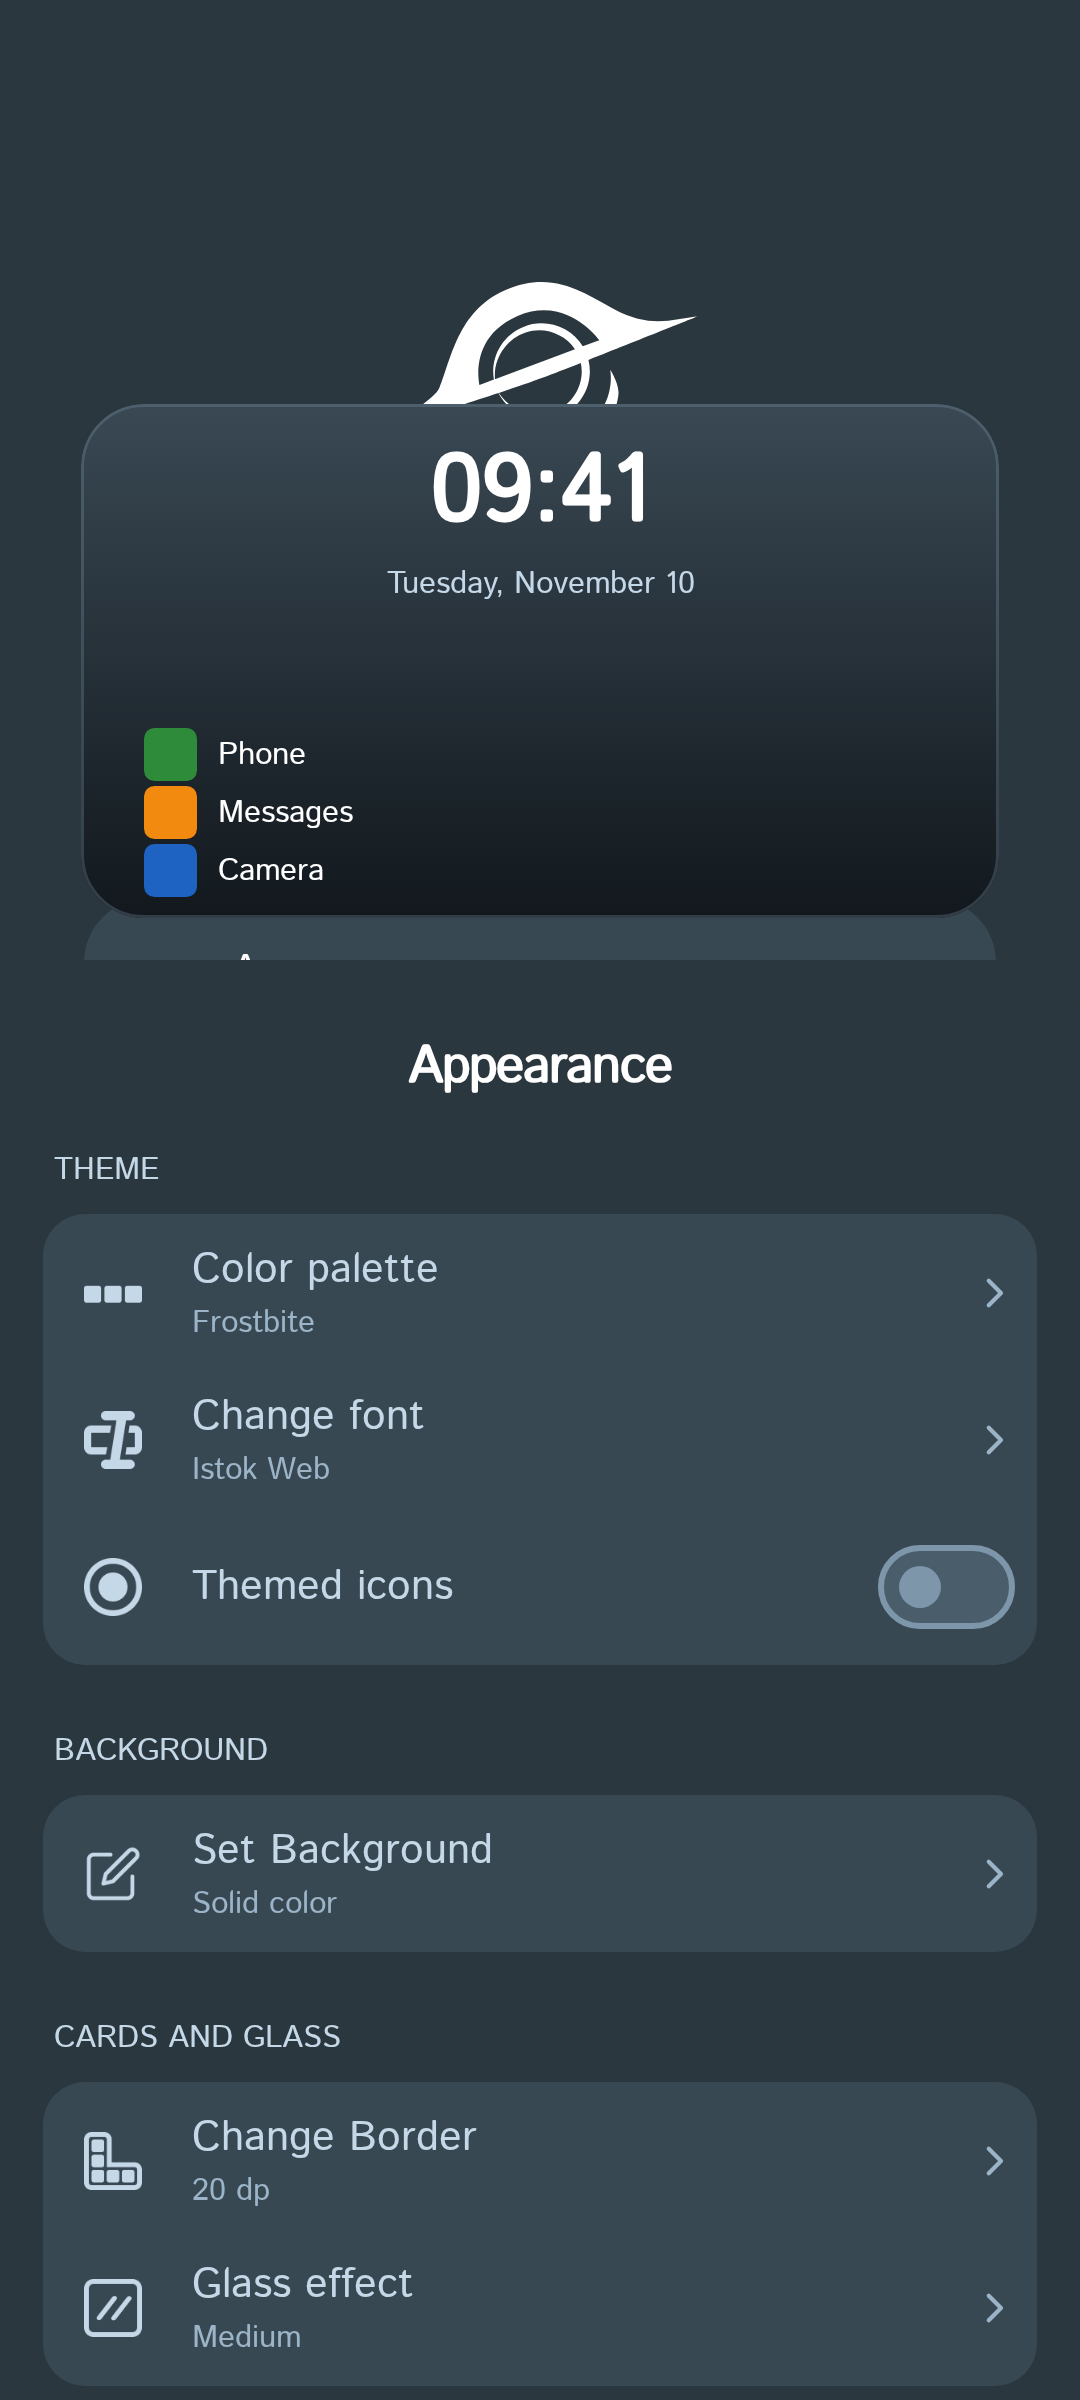 09:41
Tuesday, November 10
Phone
Messages
Camera
Appearance
THEME
Color palette
Frostbite
Change font
Istok Web
Themed icons
BACKGROUND
Set Background
Solid color
CARDS AND GLASS
Change Border
20 dp
Glass effect
Medium